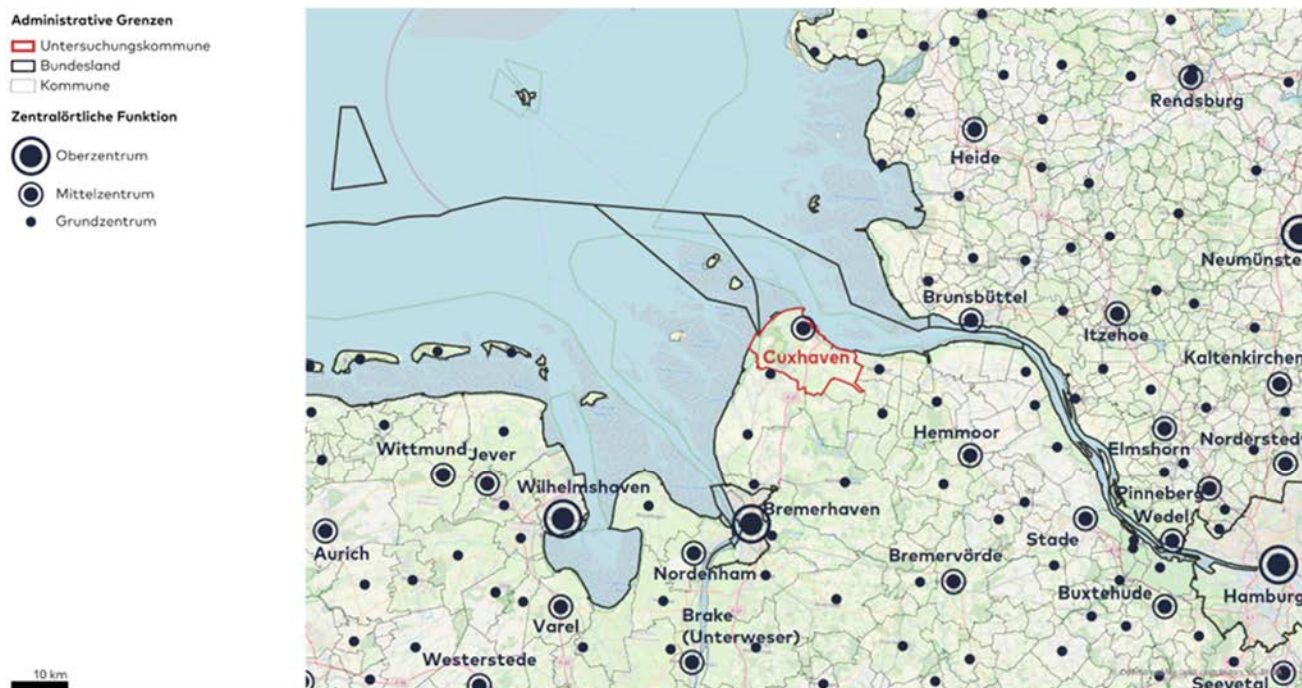 Administrative Grenzen
Untersuchungskommune
Bundesland
Kommune
Zentralörtliche Funktion
Oberzentrum
Mittelzentrum
Grundzentrum
10 km
Rendsburg
Heide
Neumünste
Brunsbüttel
Itzehoe
Cuxhaven
Kaltenkirchen
Hemmoor
Elmshorn
Norderstedt
Wittmund
Jever
Wilhelmshaven
Bremerhaven
Pinneberg
Wedel
Aurich
Nordenham
Bremervörde
Stade
Buxtehude
Hamburg
Varel
Brake
(Unterweser)
Westerstede
Seevetal